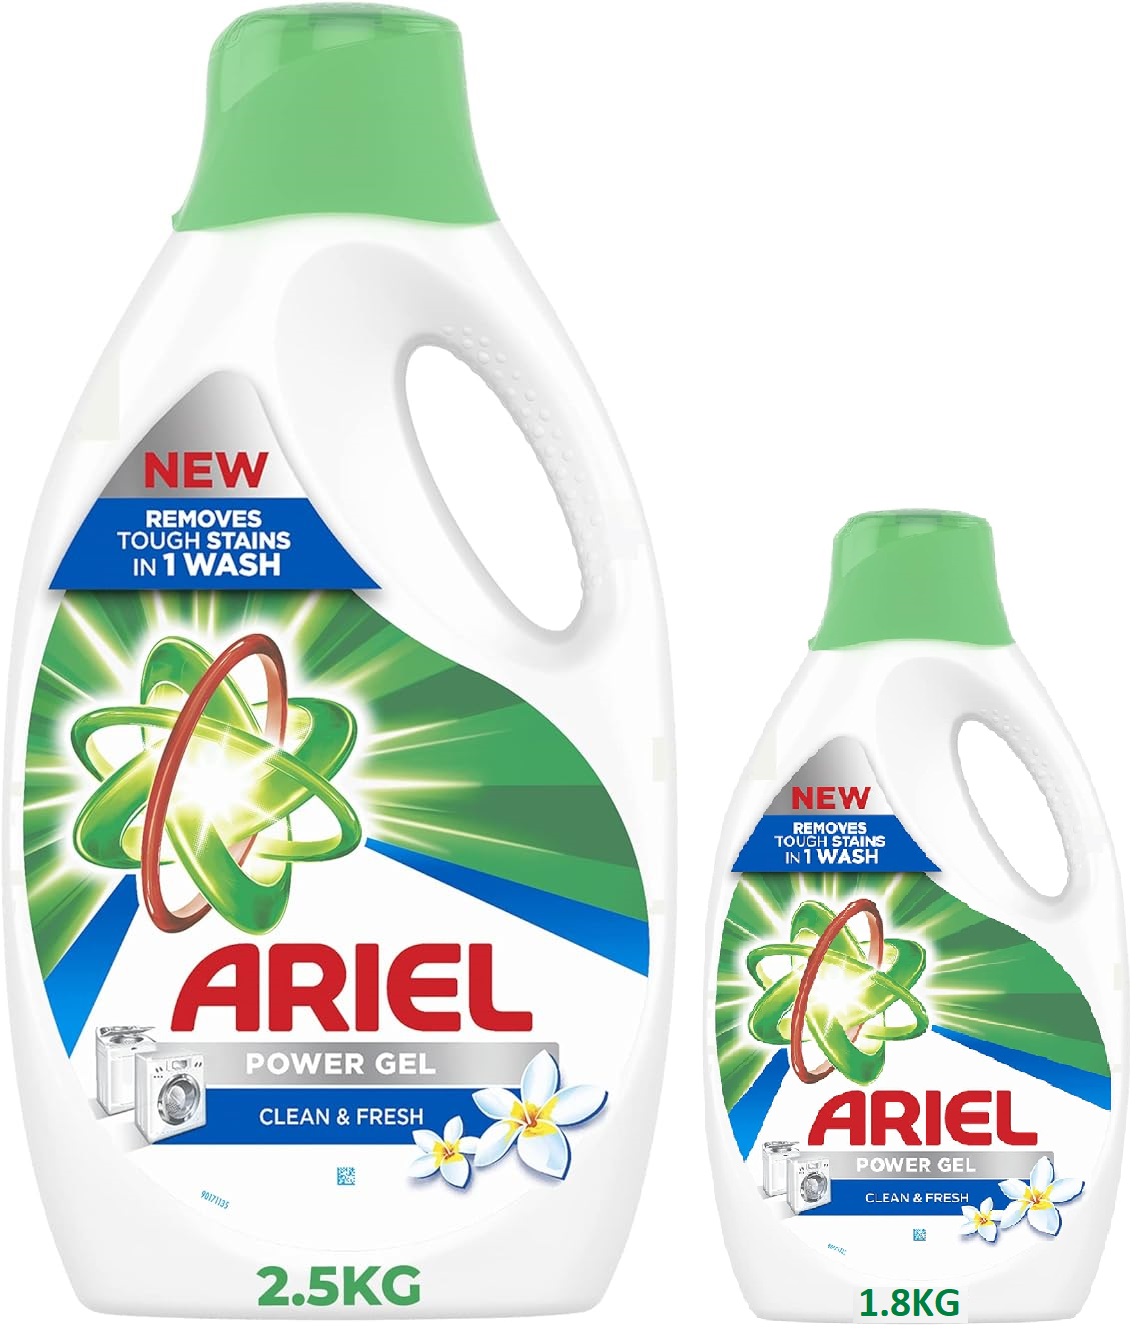 NEW
REMOVES
TOUGH STAINS
IN 1 WASH
ARIEL
POWER GEL
CLEAN & FRESH
90171135
2.5KG
NEW
REMOVES
TOUGH STAINS
IN 1 WASH
ARIEL
POWER GEL
CLEAN & FRESH
1.8KG